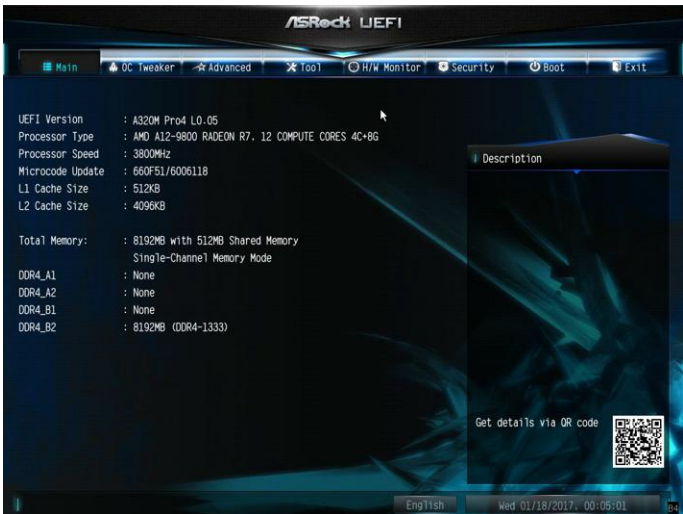 ASRock UEFI
Main OC Tweaker Advanced Tool H/W Monitor Security Boot Exit
UEFI Version : A320M Pro4 L0.05
Processor Type : AMD A12-9800 RADEON R7, 12 COMPUTE CORES 4C+8G
Processor Speed : 3800MHz
Microcode Update : 660F51/6006118
L1 Cache Size : 512KB
L2 Cache Size : 4096KB
Total Memory: : 8192MB with 512MB Shared Memory
Single-Channel Memory Mode
DDR4_A1 : None
DDR4_A2 : None
DDR4_B1 : None
DDR4_B2 : 8192MB (DDR4-1333)
Description
Get details via QR code
English Wed 01/18/2017. 00:05:01
84